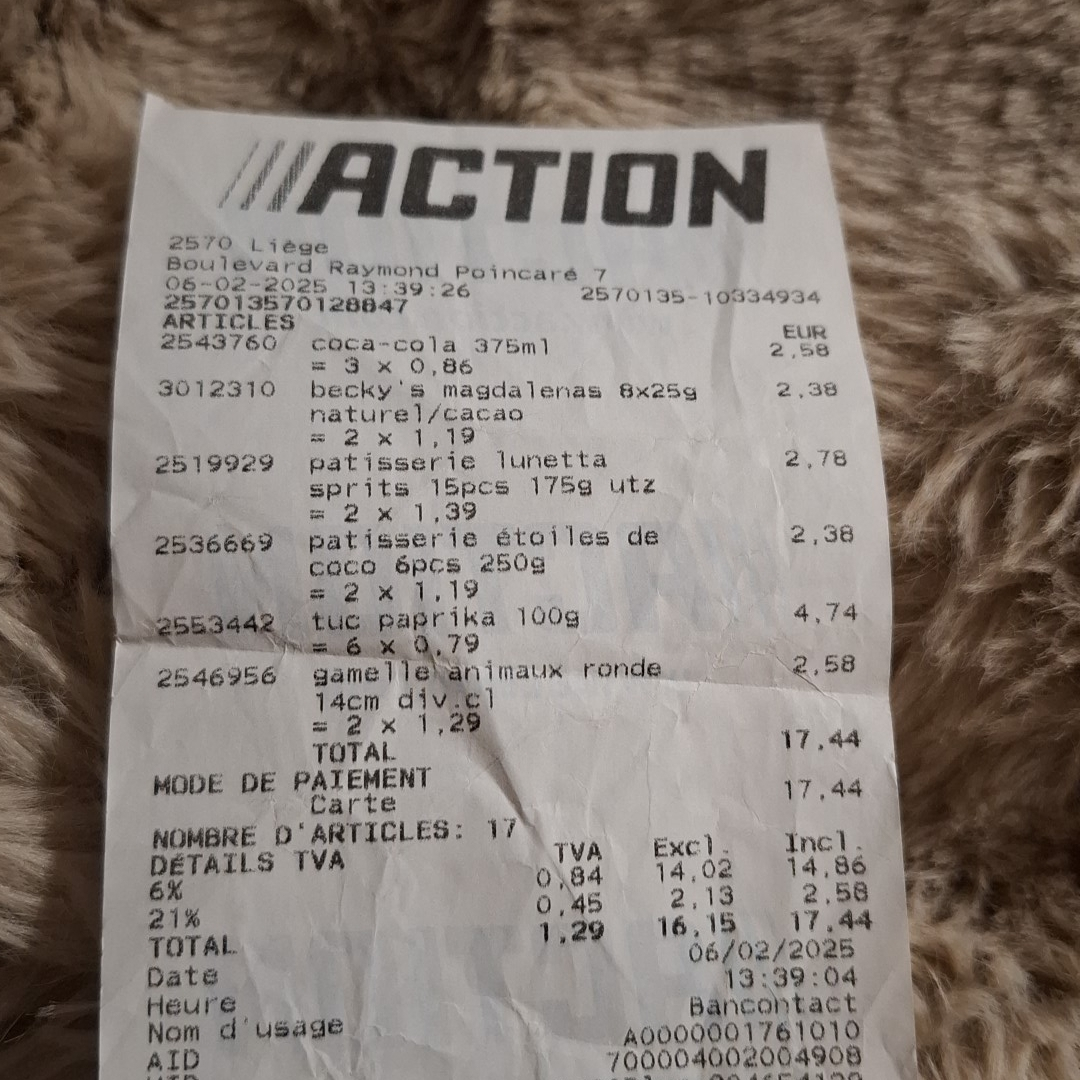 ACTION
2570 Liège
Boulevard Raymond Poincaré 7
06-02-2025 13:39:26 2570135-10334934
257013570128847
ARTICLES EUR
2543760 coca-cola 375ml 2,58
= 3 x 0,86
3012310 becky's magdalenas 8x25g 2,38
naturel/cacao
= 2 x 1,19
2519929 patisserie lunetta 2,78
sprits 15pcs 175g utz
= 2 x 1,39
2536669 patisserie étoiles de 2,38
coco 6pcs 250g
= 2 x 1,19
2553442 tuc paprika 100g 4,74
= 6 x 0,79
2546956 gamelle animaux ronde 2,58
14cm div.cl
= 2 x 1,29
TOTAL 17,44
MODE DE PAIEMENT
Carte 17,44
NOMBRE D'ARTICLES: 17
DÉTAILS TVA TVA Excl. Incl.
6% 0,84 14,02 14,86
21% 0,45 2,13 2,58
TOTAL 1,29 16,15 17,44
Date 06/02/2025
Heure 13:39:04
Nom d'usage Bancontact
AID A0000001761010
700004002004908